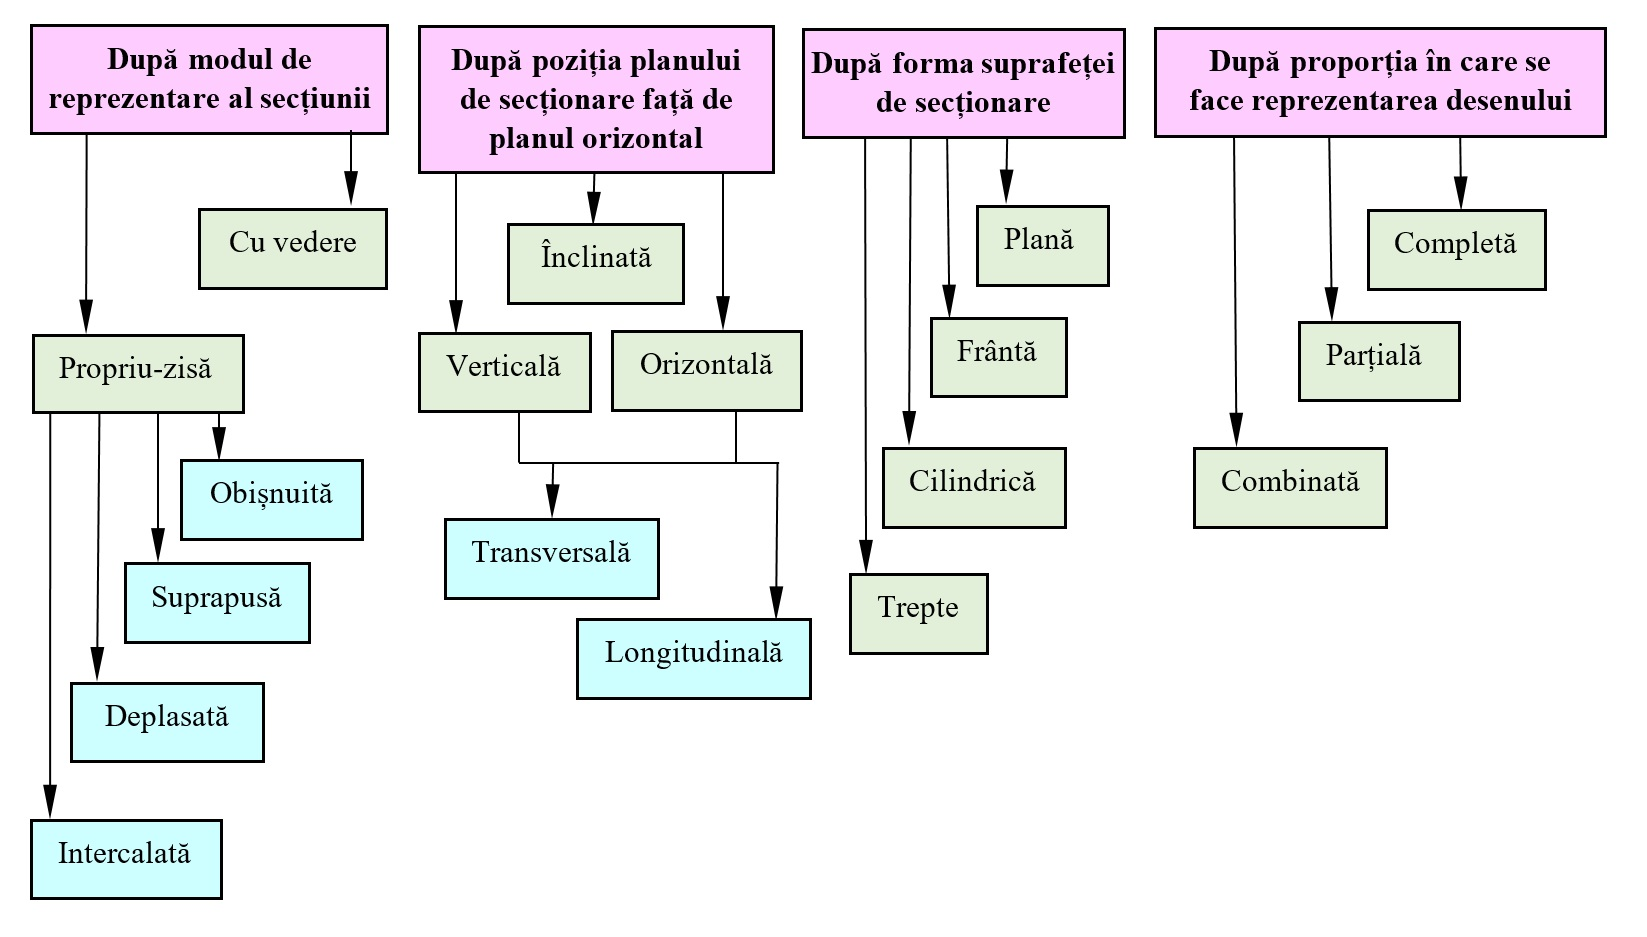 După modul de
reprezentare al secțiunii
Cu vedere
Propriu-zisă
Obișnuită
Suprapusă
Deplasată
Intercalată
După poziția planului
de secționare față de
planul orizontal
Înclinată
Verticală
Orizontală
Transversală
Longitudinală
După forma suprafeței
de secționare
Plană
Frântă
Cilindrică
Trepte
După proporția în care se
face reprezentarea desenului
Completă
Parțială
Combinată